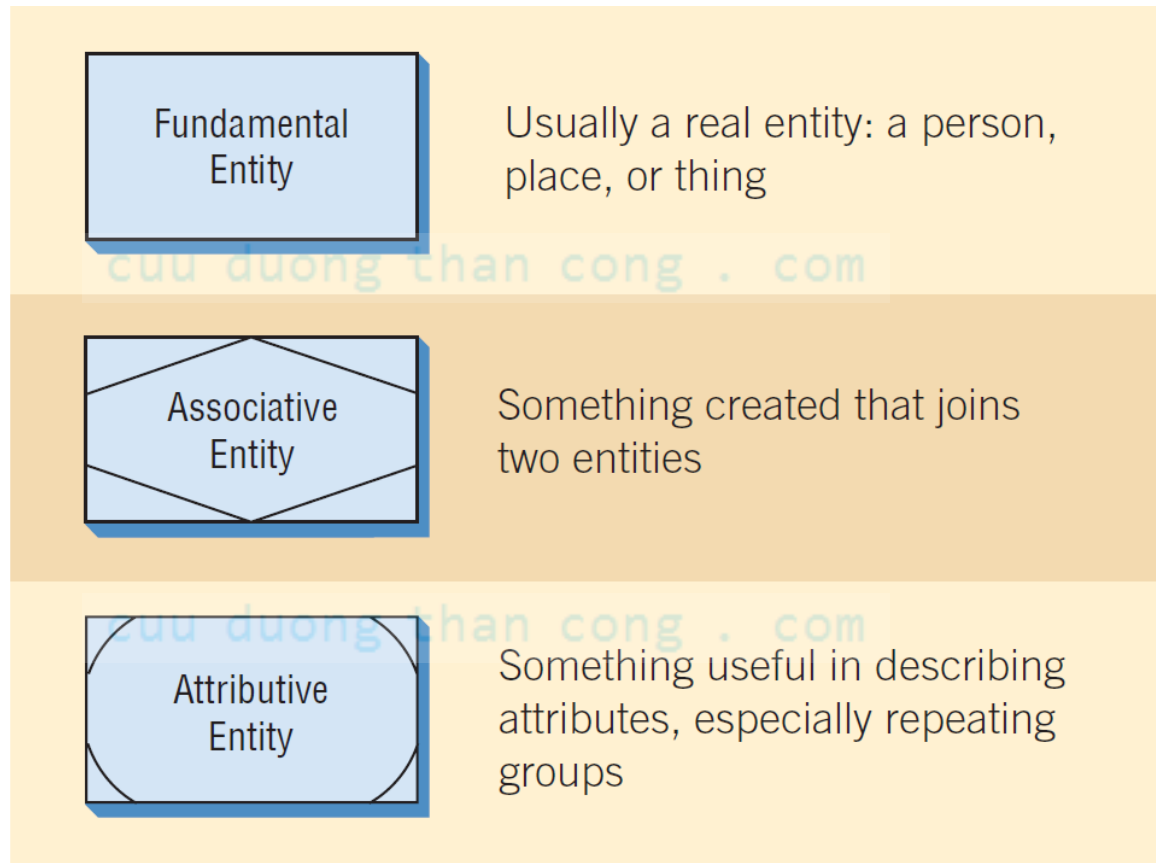 Fundamental
Entity
Usually a real entity: a person,
place, or thing
cuu duong than cong . com
Associative
Entity
Something created that joins
two entities
cuu duong than cong . com
Attributive
Entity
Something useful in describing
attributes, especially repeating
groups